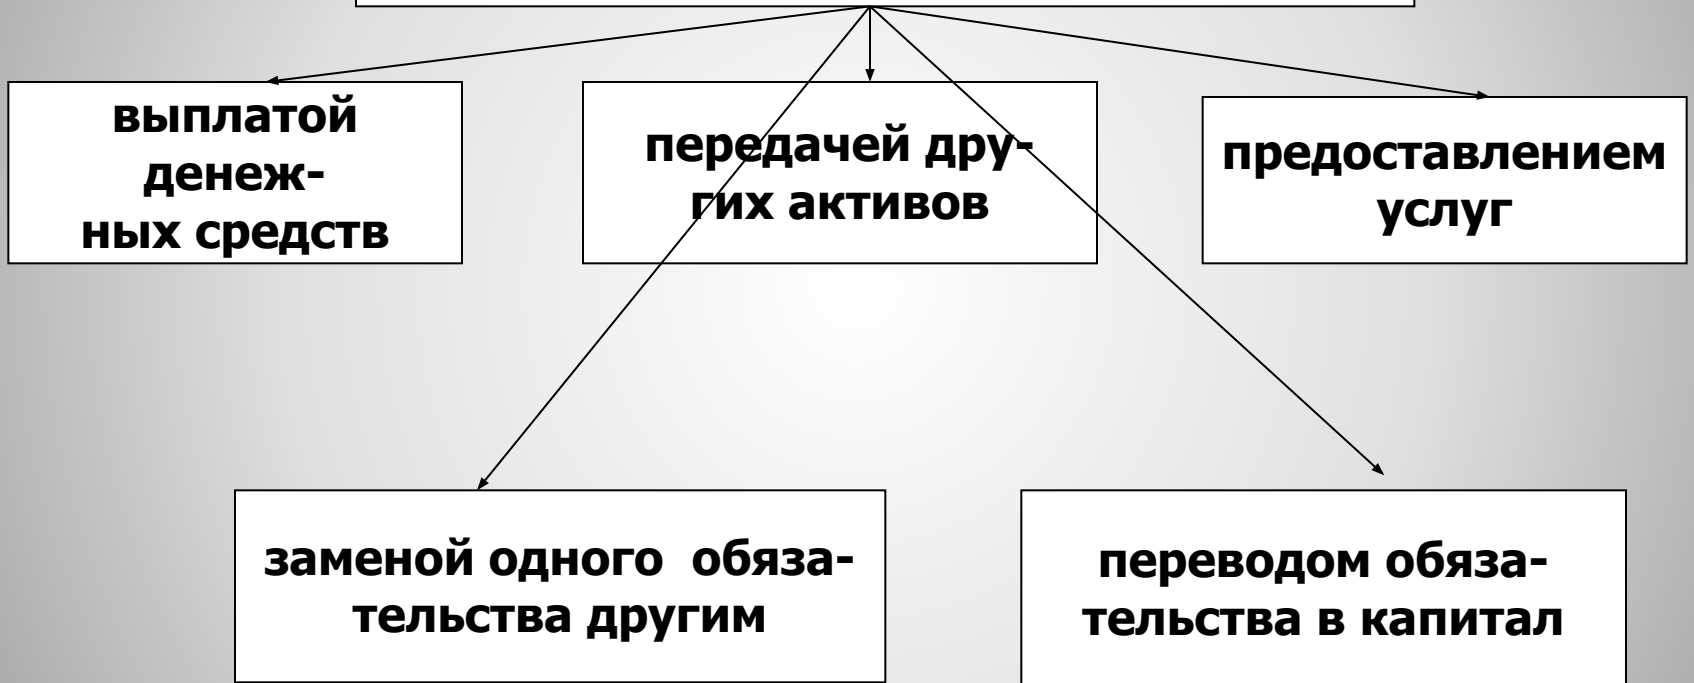 выплатой
денеж-
ных средств
передачей дру-
гих активов
предоставлением
услуг
заменой одного  обяза-
тельства другим
переводом обяза-
тельства в капитал